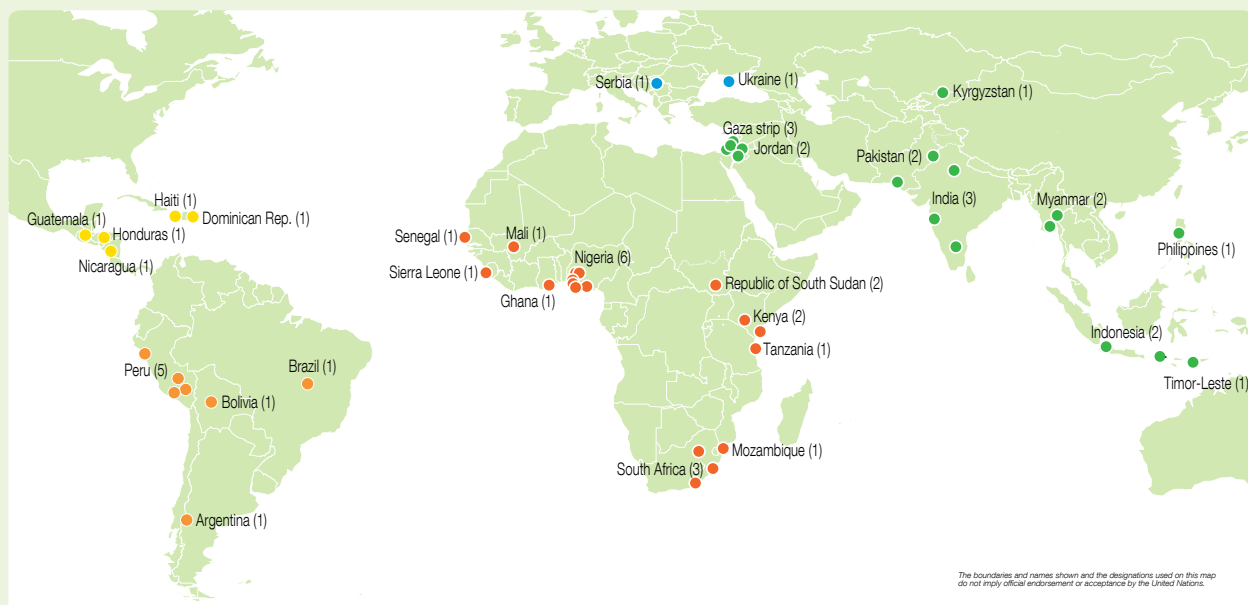 Serbia (1)
Ukraine (1)
Kyrgyzstan (1)
Gaza strip (3)
Jordan (2)
Pakistan (2)
India (3)
Myanmar (2)
Philippines (1)
Haiti (1)
Dominican Rep. (1)
Guatemala (1)
Honduras (1)
Nicaragua (1)
Senegal (1)
Mali (1)
Nigeria (6)
Sierra Leone (1)
Ghana (1)
Republic of South Sudan (2)
Kenya (2)
Tanzania (1)
Indonesia (2)
Timor-Leste (1)
Peru (5)
Brazil (1)
Bolivia (1)
Mozambique (1)
South Africa (3)
Argentina (1)
The boundaries and names shown and the designations used on this map
do not imply official endorsement or acceptance by the United Nations.